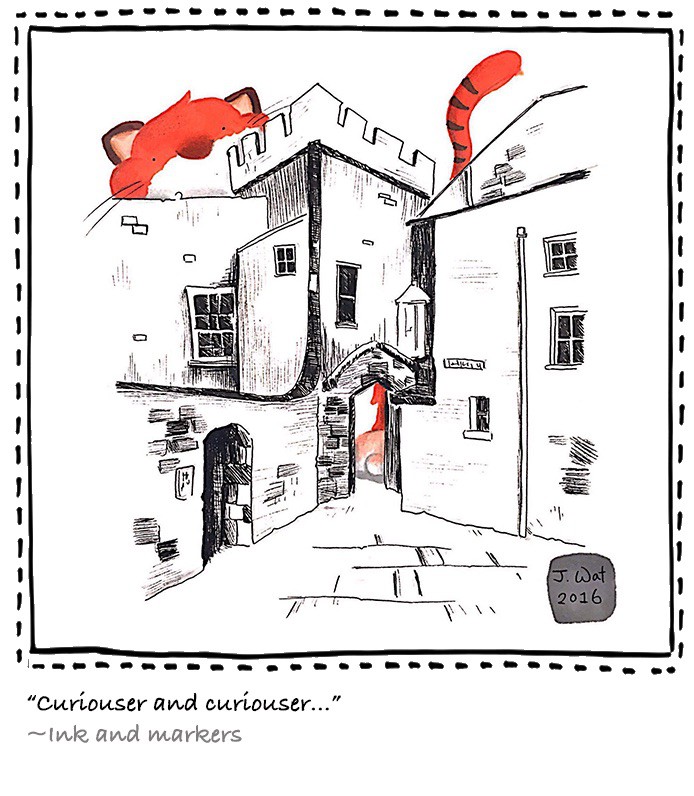 J. Wat
2016
“Curiouser and curiouser...”
~Ink and markers